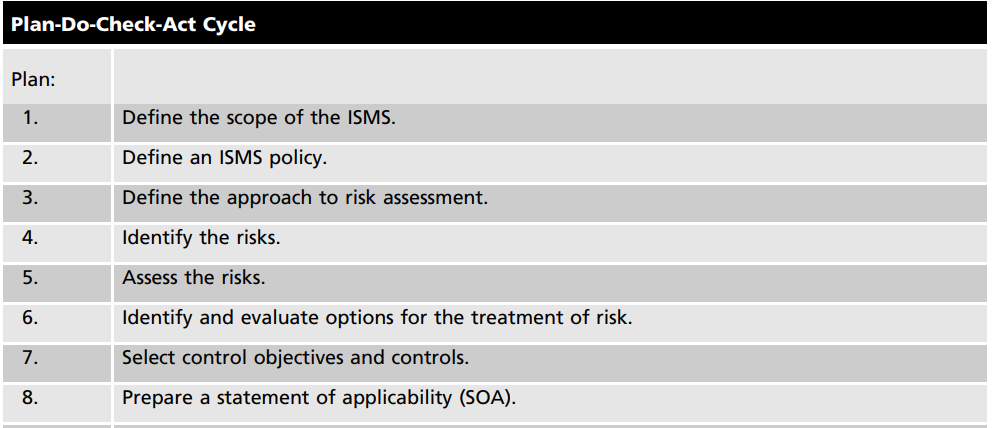 Plan-Do-Check-Act Cycle
Plan:
1. Define the scope of the ISMS.
2. Define an ISMS policy.
3. Define the approach to risk assessment.
4. Identify the risks.
5. Assess the risks.
6. Identify and evaluate options for the treatment of risk.
7. Select control objectives and controls.
8. Prepare a statement of applicability (SOA).